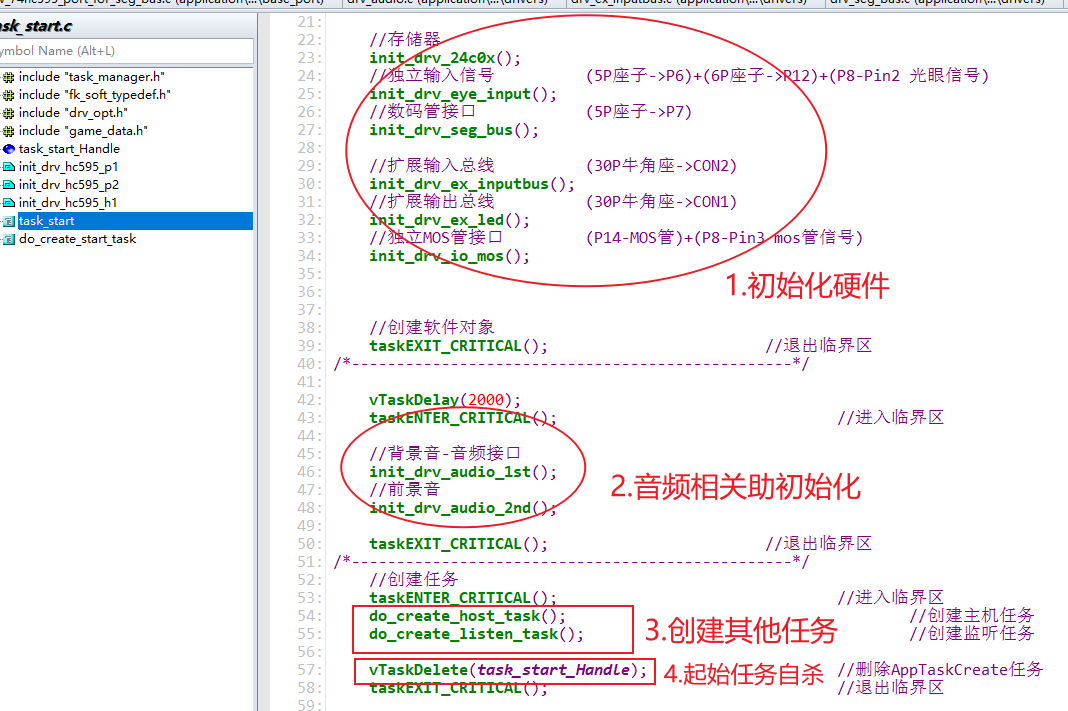 drv_audio.c (application\...\drivers)
drv_ex_inputbus.c (application\...\drivers)
drv_seg_bus.c (application\...\drivers)
task_start.c
Symbol Name (Alt+L)
include "task_manager.h"
include "fk_soft_typedef.h"
include "drv_opt.h"
include "game_data.h"
task_start_Handle
init_drv_hc595_p1
init_drv_hc595_p2
init_drv_hc595_h1
task_start
do_create_start_task
21:
22: //存储器
23: init_drv_24c0x();
24: //独立输入信号 (5P座子->P6)+(6P座子->P12)+(P8-Pin2 光眼信号)
25: init_drv_eye_input();
26: //数码管接口 (5P座子->P7)
27: init_drv_seg_bus();
28:
29: //扩展输入总线 (30P牛角座->CON2)
30: init_drv_ex_inputbus();
31: //扩展输出总线 (30P牛角座->CON1)
32: init_drv_ex_led();
33: //独立MOS管接口 (P14-MOS管)+(P8-Pin3 mos管信号)
34: init_drv_io_mos();
35:
1.初始化硬件
36:
37:
38: //创建软件对象
39: taskEXIT_CRITICAL(); //退出临界区
40: /*-------------------------------------------------*/
41:
42: vTaskDelay(2000);
43: taskENTER_CRITICAL(); //进入临界区
44:
45: //背景音-音频接口
46: init_drv_audio_1st();
47: //前景音
2.音频相关助初始化
48: init_drv_audio_2nd();
49:
50: taskEXIT_CRITICAL(); //退出临界区
51: /*-------------------------------------------------*/
52: //创建任务
53: taskENTER_CRITICAL(); //进入临界区
54: do_create_host_task(); //创建主机任务
55: do_create_listen_task(); //创建监听任务
3.创建其他任务
56:
57: vTaskDelete(task_start_Handle); //删除AppTaskCreate任务
4.起始任务自杀
58: taskEXIT_CRITICAL(); //退出临界区
59: